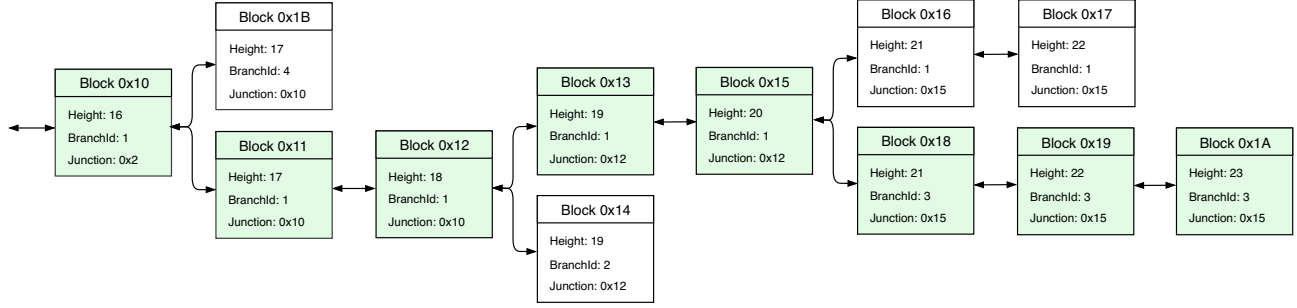 Block 0x10
Height: 16
BranchId: 1
Junction: 0x2
Block 0x1B
Height: 17
BranchId: 4
Junction: 0x10
Block 0x11
Height: 17
BranchId: 1
Junction: 0x10
Block 0x12
Height: 18
BranchId: 1
Junction: 0x10
Block 0x13
Height: 19
BranchId: 1
Junction: 0x12
Block 0x14
Height: 19
BranchId: 2
Junction: 0x12
Block 0x15
Height: 20
BranchId: 1
Junction: 0x12
Block 0x16
Height: 21
BranchId: 1
Junction: 0x15
Block 0x17
Height: 22
BranchId: 1
Junction: 0x15
Block 0x18
Height: 21
BranchId: 3
Junction: 0x15
Block 0x19
Height: 22
BranchId: 3
Junction: 0x15
Block 0x1A
Height: 23
BranchId: 3
Junction: 0x15